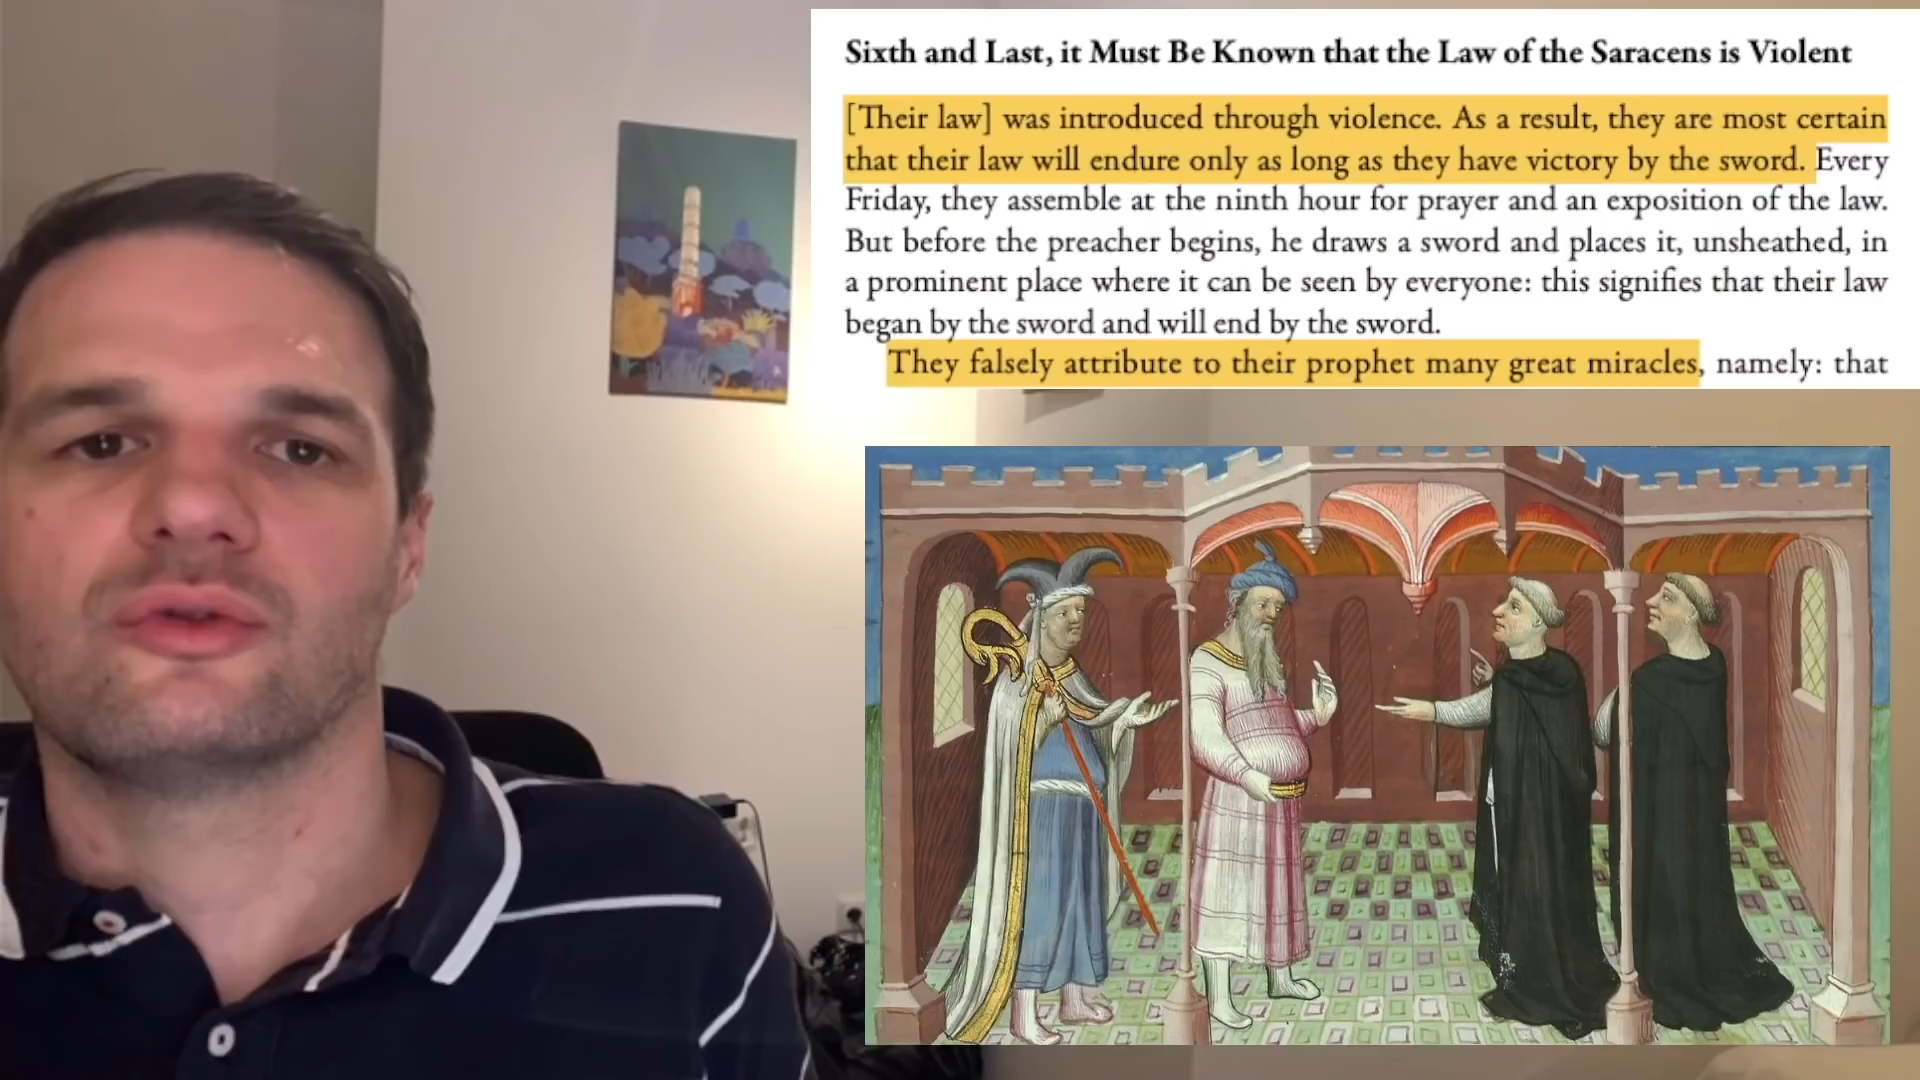 Sixth and Last, it Must Be Known that the Law of the Saracens is Violent
[Their law] was introduced through violence. As a result, they are most certain
that their law will endure only as long as they have victory by the sword. Every
Friday, they assemble at the ninth hour for prayer and an exposition of the law.
But before the preacher begins, he draws a sword and places it, unsheathed, in
a prominent place where it can be seen by everyone: this signifies that their law
began by the sword and will end by the sword.
They falsely attribute to their prophet many great miracles, namely: that